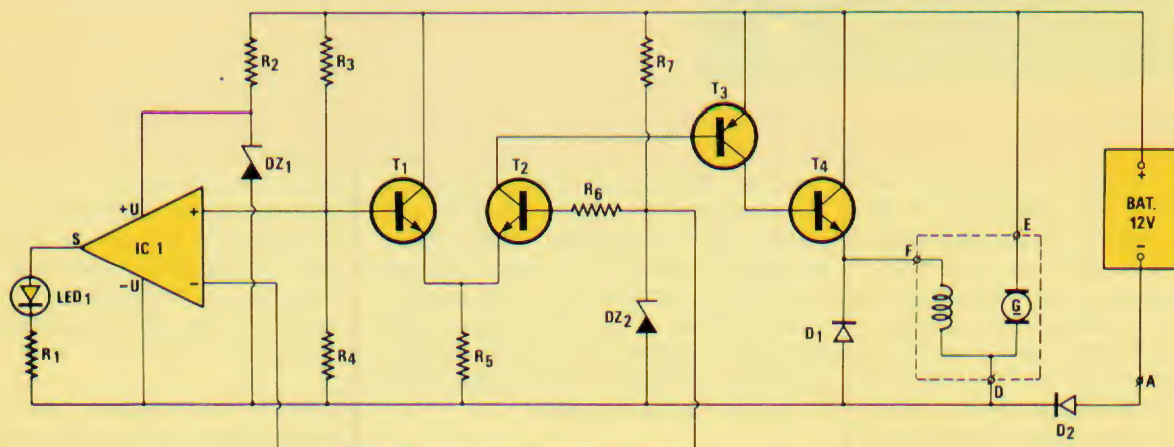 R2
R3
R7
T3
T4
DZ1
T1
T2
R6
BAT.
12V
+
−
+U
S
IC 1
+
−
−U
LED1
R1
R4
R5
DZ2
D1
F
E
G
D
A
D2